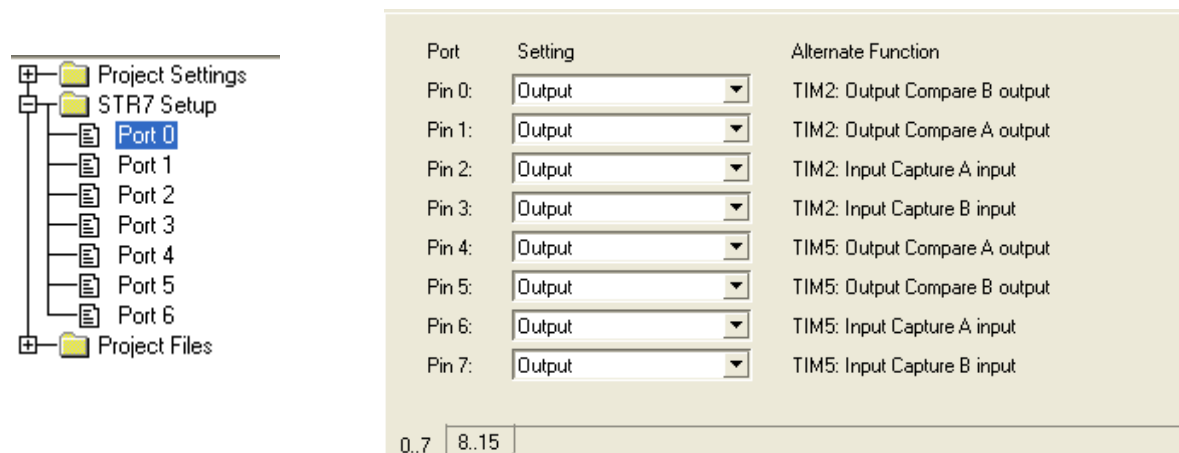 Project Settings
STR7 Setup
Port 0
Port 1
Port 2
Port 3
Port 4
Port 5
Port 6
Project Files
Port Setting Alternate Function
Pin 0: Output TIM2: Output Compare B output
Pin 1: Output TIM2: Output Compare A output
Pin 2: Output TIM2: Input Capture A input
Pin 3: Output TIM2: Input Capture B input
Pin 4: Output TIM5: Output Compare A output
Pin 5: Output TIM5: Output Compare B output
Pin 6: Output TIM5: Input Capture A input
Pin 7: Output TIM5: Input Capture B input
0..7 8..15